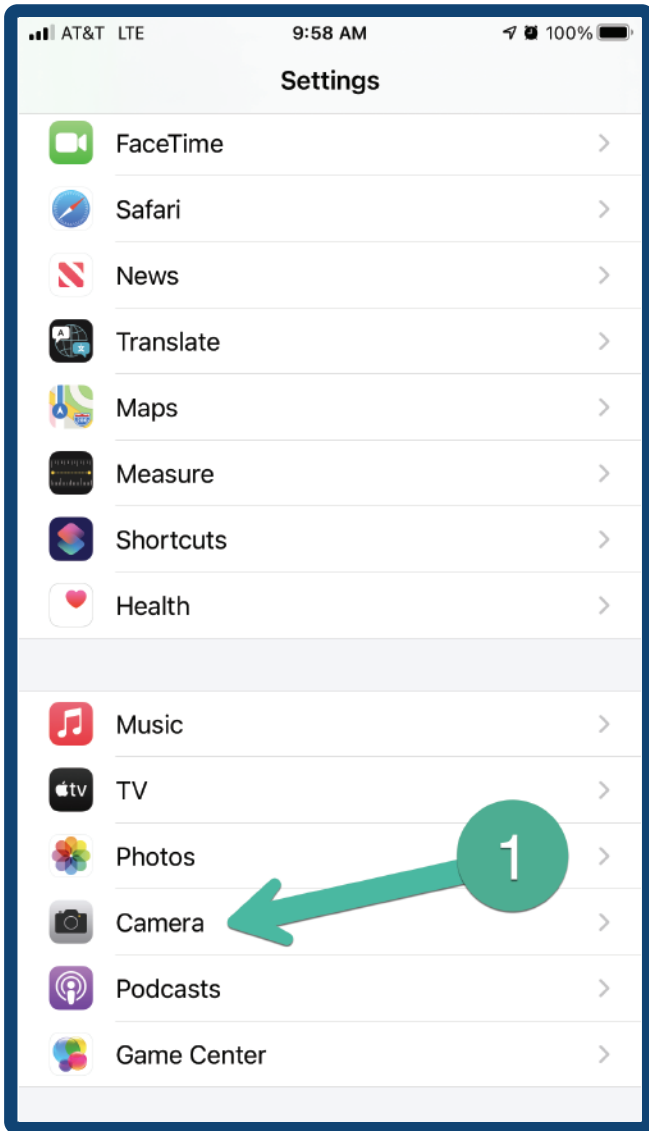 AT&T LTE 9:58 AM 100%
Settings
FaceTime
Safari
News
Translate
Maps
Measure
Shortcuts
Health
Music
tv TV
Photos
1
Camera
Podcasts
Game Center